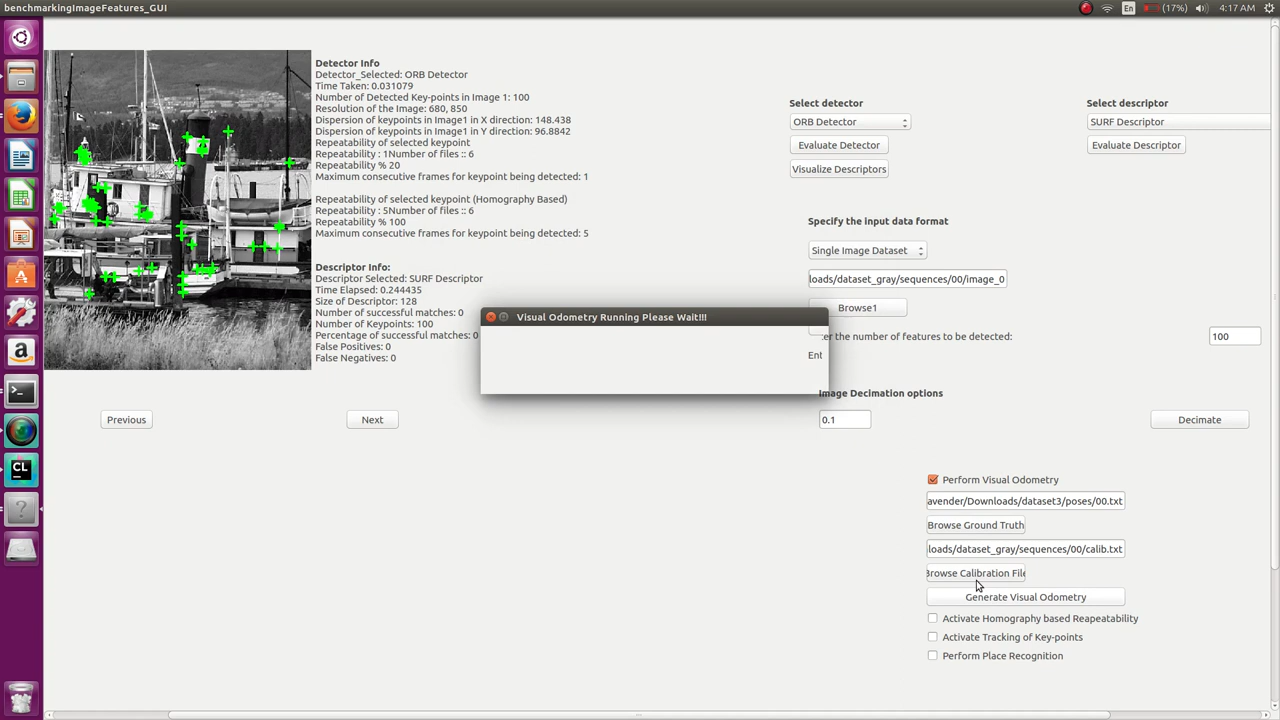 benchmarkingImageFeatures_GUI
En
(17%)
4:17 AM
Detector Info
Detector_Selected: ORB Detector
Time Taken: 0.031079
Number of Detected Key-points in Image 1: 100
Resolution of the Image: 680, 850
Dispersion of keypoints in Image1 in X direction: 148.438
Dispersion of keypoints in Image1 in Y direction: 96.8842
Repeatability of selected keypoint
Repeatability : 1Number of files :: 6
Repeatability % 20
Maximum consecutive frames for keypoint being detected: 1
Repeatability of selected keypoint (Homography Based)
Repeatability : 5Number of files :: 6
Repeatability % 100
Maximum consecutive frames for keypoint being detected: 5
Descriptor Info:
Descriptor Selected: SURF Descriptor
Time Elapsed: 0.244435
Size of Descriptor: 128
Number of successful matches: 0
Number of Keypoints: 100
Percentage of successful matches: 0
False Positives: 0
False Negatives: 0
Previous
Next
Visual Odometry Running Please Wait!!!
Ent
Select detector
ORB Detector
Evaluate Detector
Visualize Descriptors
Select descriptor
SURF Descriptor
Evaluate Descriptor
Specify the input data format
Single Image Dataset
loads/dataset_gray/sequences/00/image_0
Browse1
er the number of features to be detected:
100
Image Decimation options
0.1
Decimate
Perform Visual Odometry
avender/Downloads/dataset3/poses/00.txt
Browse Ground Truth
loads/dataset_gray/sequences/00/calib.txt
Browse Calibration File
Generate Visual Odometry
Activate Homography based Reapeatability
Activate Tracking of Key-points
Perform Place Recognition